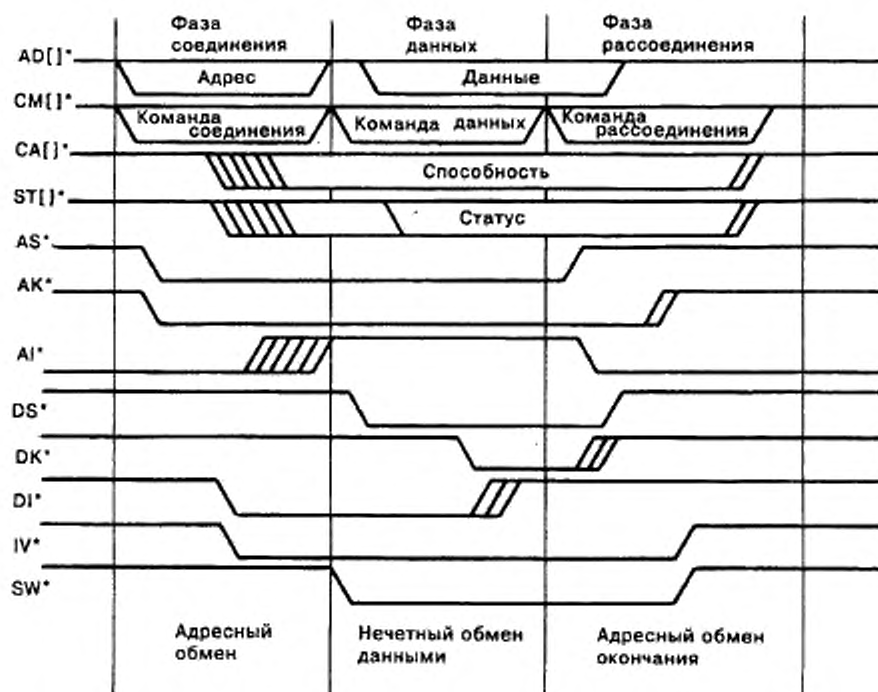 Фаза
соединения
Фаза
данных
Фаза
рассоединения
AD[]*
Адрес
Данные
CM[]*
Команда
соединения
Команда данных
Команда
рассоединения
CA[]*
Способность
ST[]*
Статус
AS*
AK*
AI*
DS*
DK*
DI*
IV*
SW*
Адресный
обмен
Нечетный обмен
данными
Адресный обмен
окончания